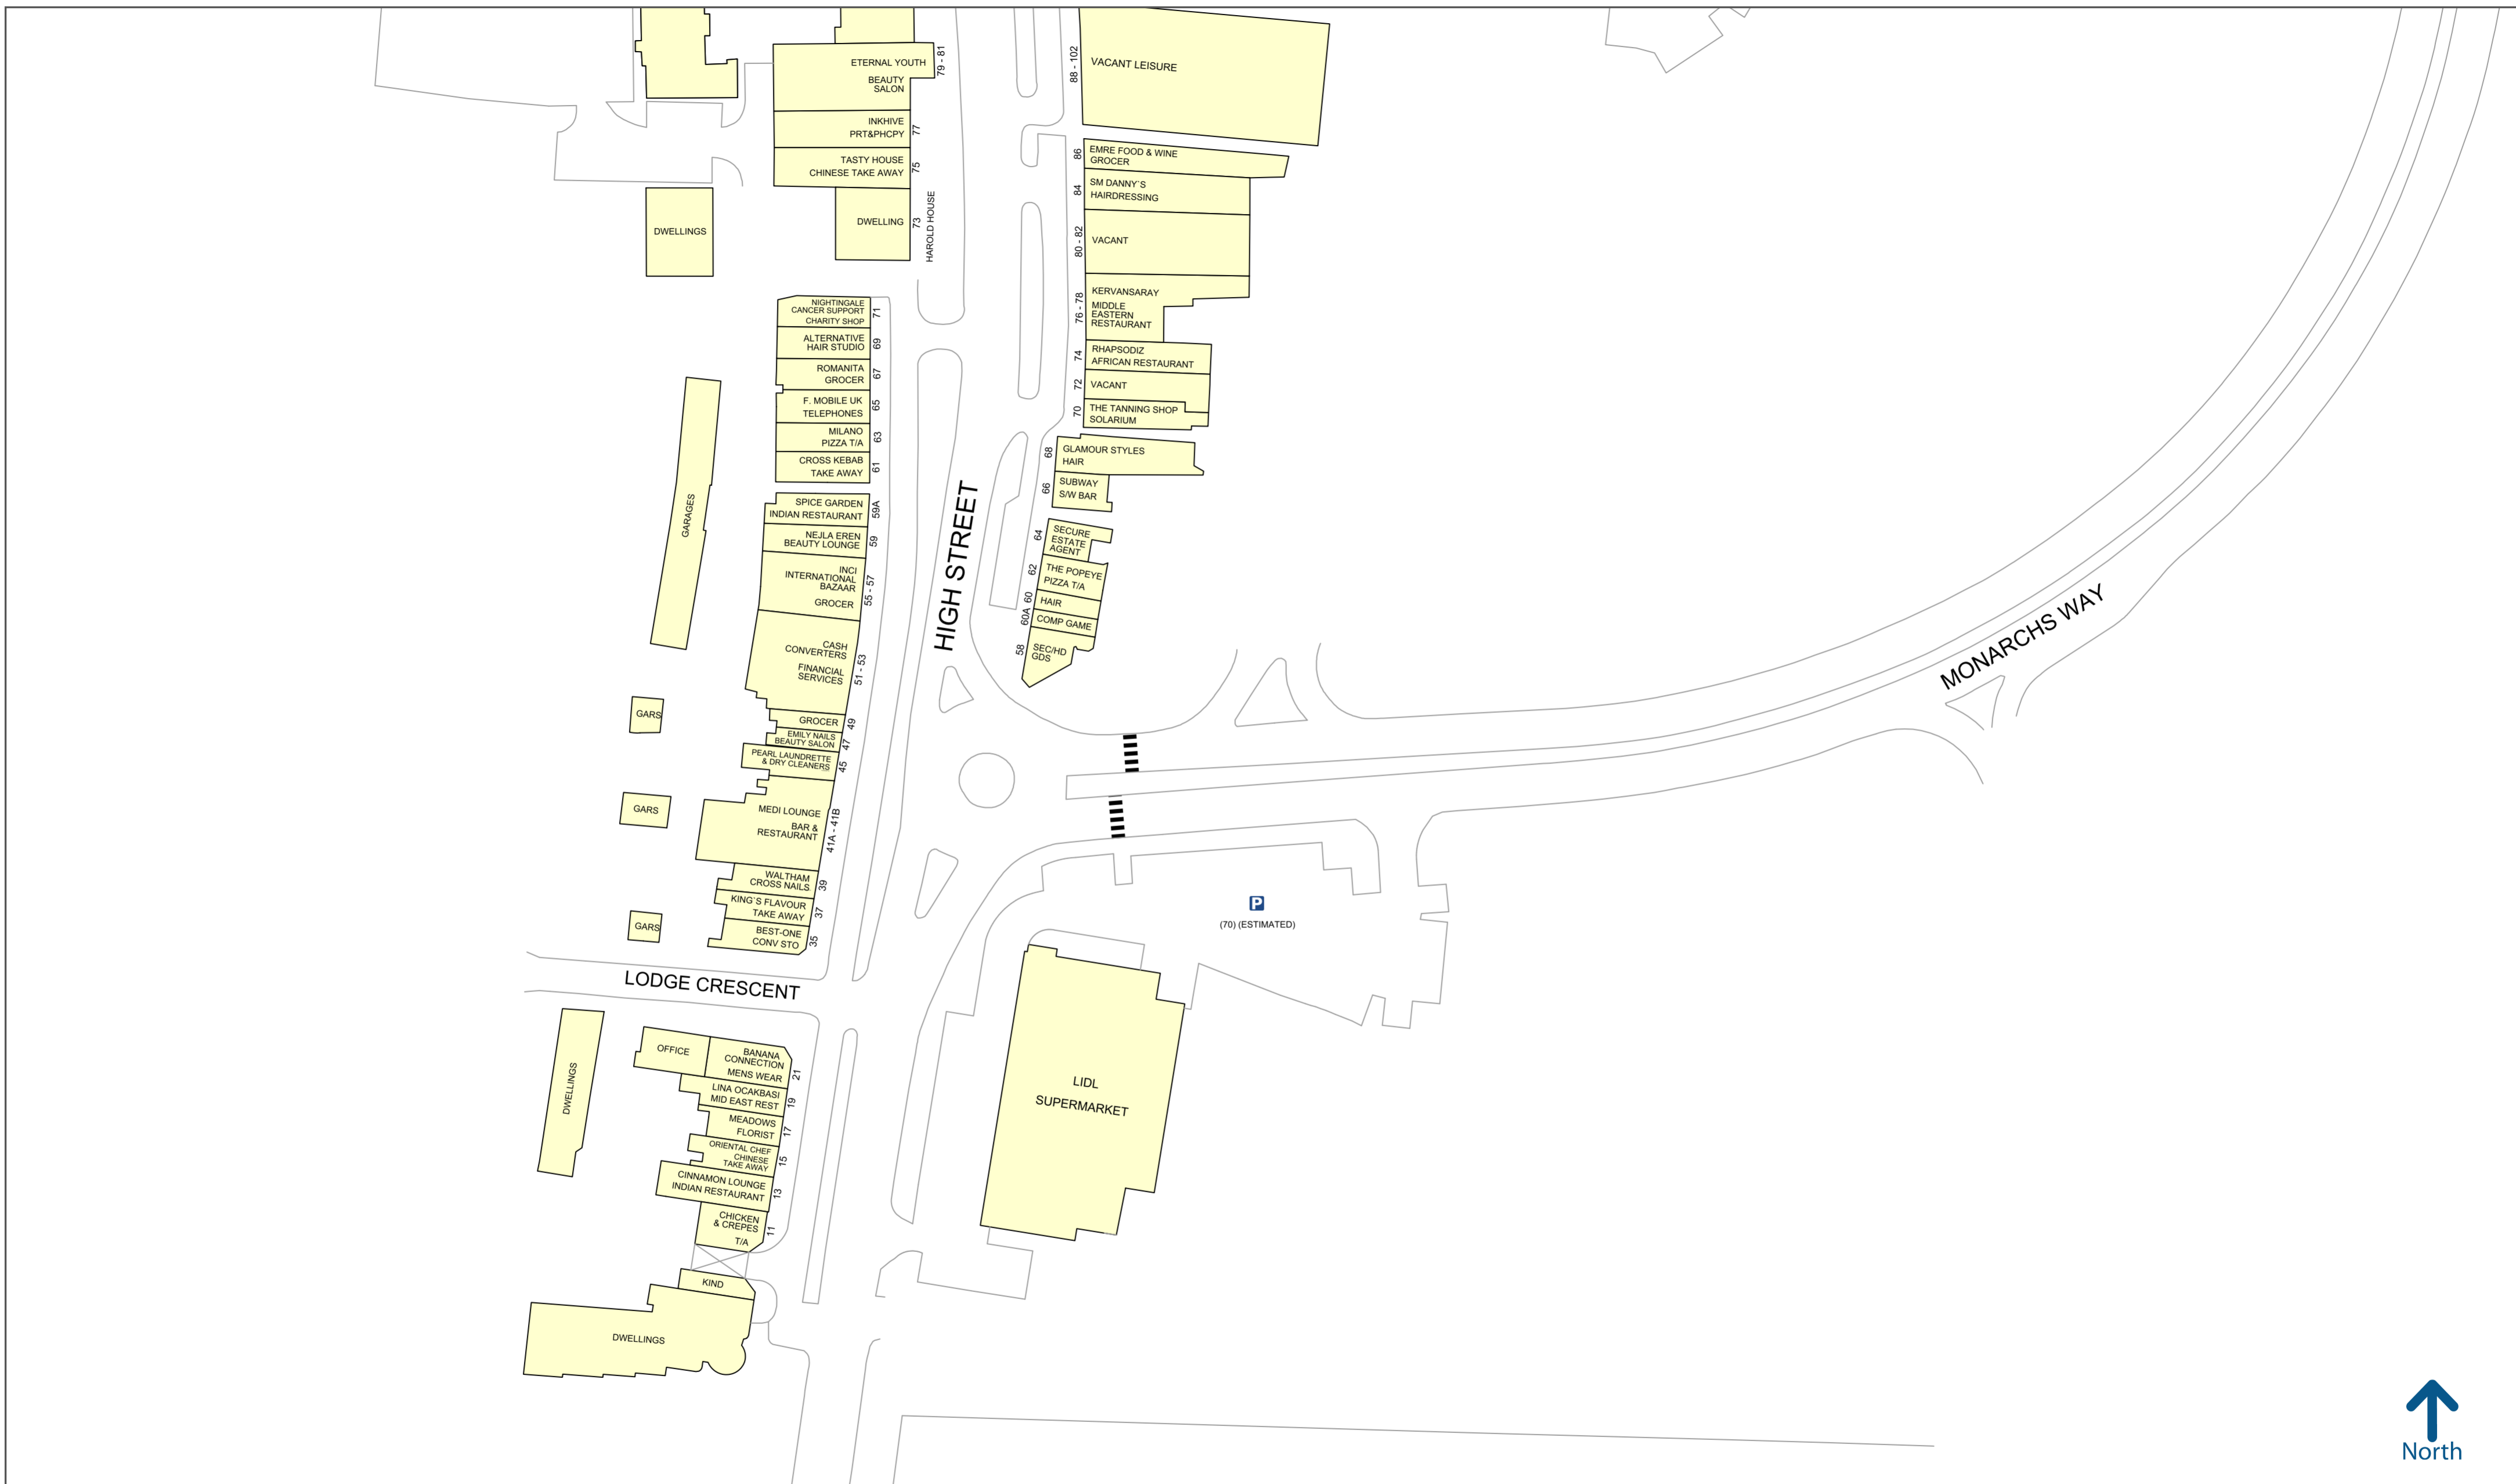 ETERNAL YOUTH
BEAUTY
SALON
79 - 81
INKHIVE
PRT&PHCPY
77
TASTY HOUSE
CHINESE TAKE AWAY
75
DWELLING
73
HAROLD HOUSE
DWELLINGS
88 - 102
VACANT LEISURE
86
EMRE FOOD & WINE
GROCER
84
SM DANNY`S
HAIRDRESSING
80 - 82
VACANT
76 - 78
KERVANSARAY
MIDDLE
EASTERN
RESTAURANT
74
RHAPSODIZ
AFRICAN RESTAURANT
72
VACANT
70
THE TANNING SHOP
SOLARIUM
68
GLAMOUR STYLES
HAIR
66
SUBWAY
S/W BAR
64
SECURE
ESTATE
AGENT
62
THE POPEYE
PIZZA T/A
60
HAIR
60A
COMP GAME
58
SEC/HD
GDS
NIGHTINGALE
CANCER SUPPORT
CHARITY SHOP
71
ALTERNATIVE
HAIR STUDIO
69
ROMANITA
GROCER
67
F. MOBILE UK
TELEPHONES
65
MILANO
PIZZA T/A
63
CROSS KEBAB
TAKE AWAY
61
SPICE GARDEN
INDIAN RESTAURANT
59A
NEJLA EREN
BEAUTY LOUNGE
59
INCI
INTERNATIONAL
BAZAAR
GROCER
55 - 57
CASH
CONVERTERS
FINANCIAL
SERVICES
51 - 53
GROCER
49
EMILY NAILS
BEAUTY SALON
47
PEARL LAUNDRETTE
& DRY CLEANERS
45
MEDI LOUNGE
BAR &
RESTAURANT
41A - 41B
WALTHAM
CROSS NAILS
39
KING`S FLAVOUR
TAKE AWAY
37
BEST-ONE
CONV STO
35
GARAGES
GARS
GARS
GARS
HIGH STREET
MONARCHS WAY
P
(70) (ESTIMATED)
LODGE CRESCENT
DWELLINGS
OFFICE
BANANA
CONNECTION
MENS WEAR
21
LINA OCAKBASI
MID EAST REST
19
MEADOWS
FLORIST
17
ORIENTAL CHEF
CHINESE
TAKE AWAY
15
CINNAMON LOUNGE
INDIAN RESTAURANT
13
CHICKEN
& CREPES
T/A
11
KIND
DWELLINGS
LIDL
SUPERMARKET
North